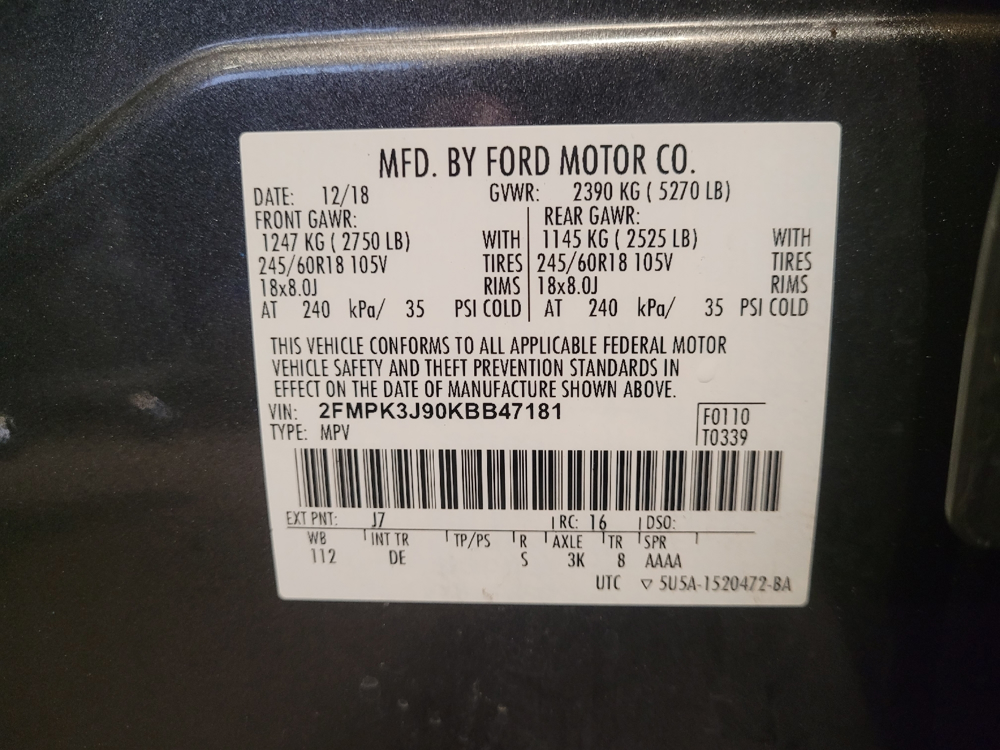 MFD. BY FORD MOTOR CO.
DATE: 12/18 GVWR: 2390 KG ( 5270 LB)
FRONT GAWR: REAR GAWR:
1247 KG ( 2750 LB) WITH 1145 KG ( 2525 LB) WITH
245/60R18 105V TIRES 245/60R18 105V TIRES
18x8.0J RIMS 18x8.0J RIMS
AT 240 kPa/ 35 PSI COLD AT 240 kPa/ 35 PSI COLD
THIS VEHICLE CONFORMS TO ALL APPLICABLE FEDERAL MOTOR
VEHICLE SAFETY AND THEFT PREVENTION STANDARDS IN
EFFECT ON THE DATE OF MANUFACTURE SHOWN ABOVE.
VIN: 2FMPK3J90KBB47181 F0110
TYPE: MPV T0339
EXT PNT: J7 RC: 16 DSO:
WB INT TR TP/PS R AXLE TR SPR
112 DE S 3K 8 AAAA
UTC ▽ 5U5A-1520472-BA